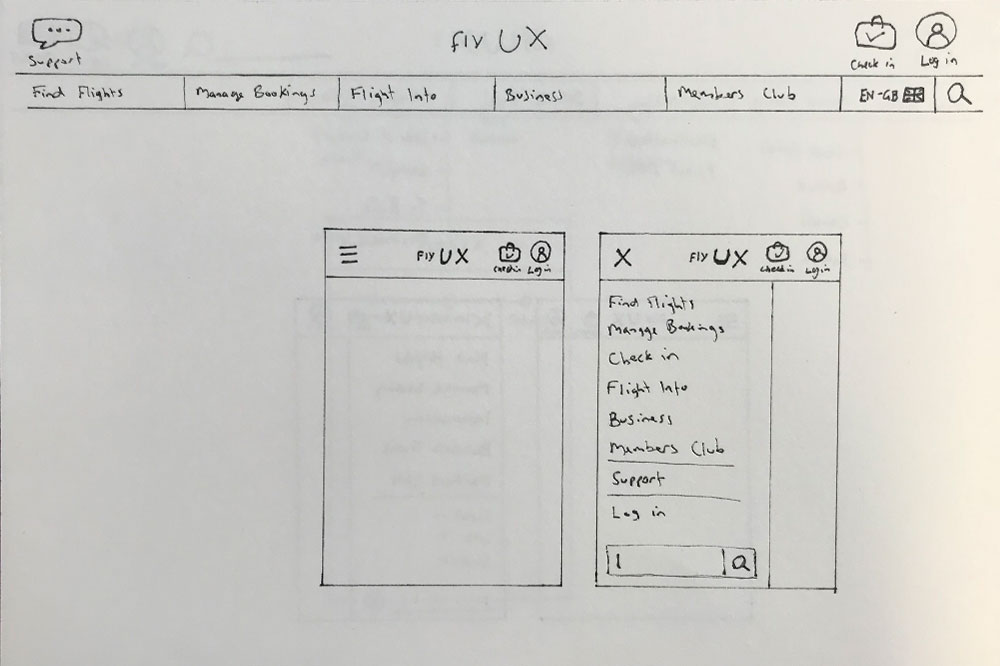 fly UX
Support
Check in
Log in
Find Flights
Manage Bookings
Flight Info
Business
Members Club
EN-GB
fly UX
Check in
Log in
X
fly UX
Check in
Log in
Find Flights
Manage Bookings
Check in
Flight Info
Business
Members Club
Support
Log in